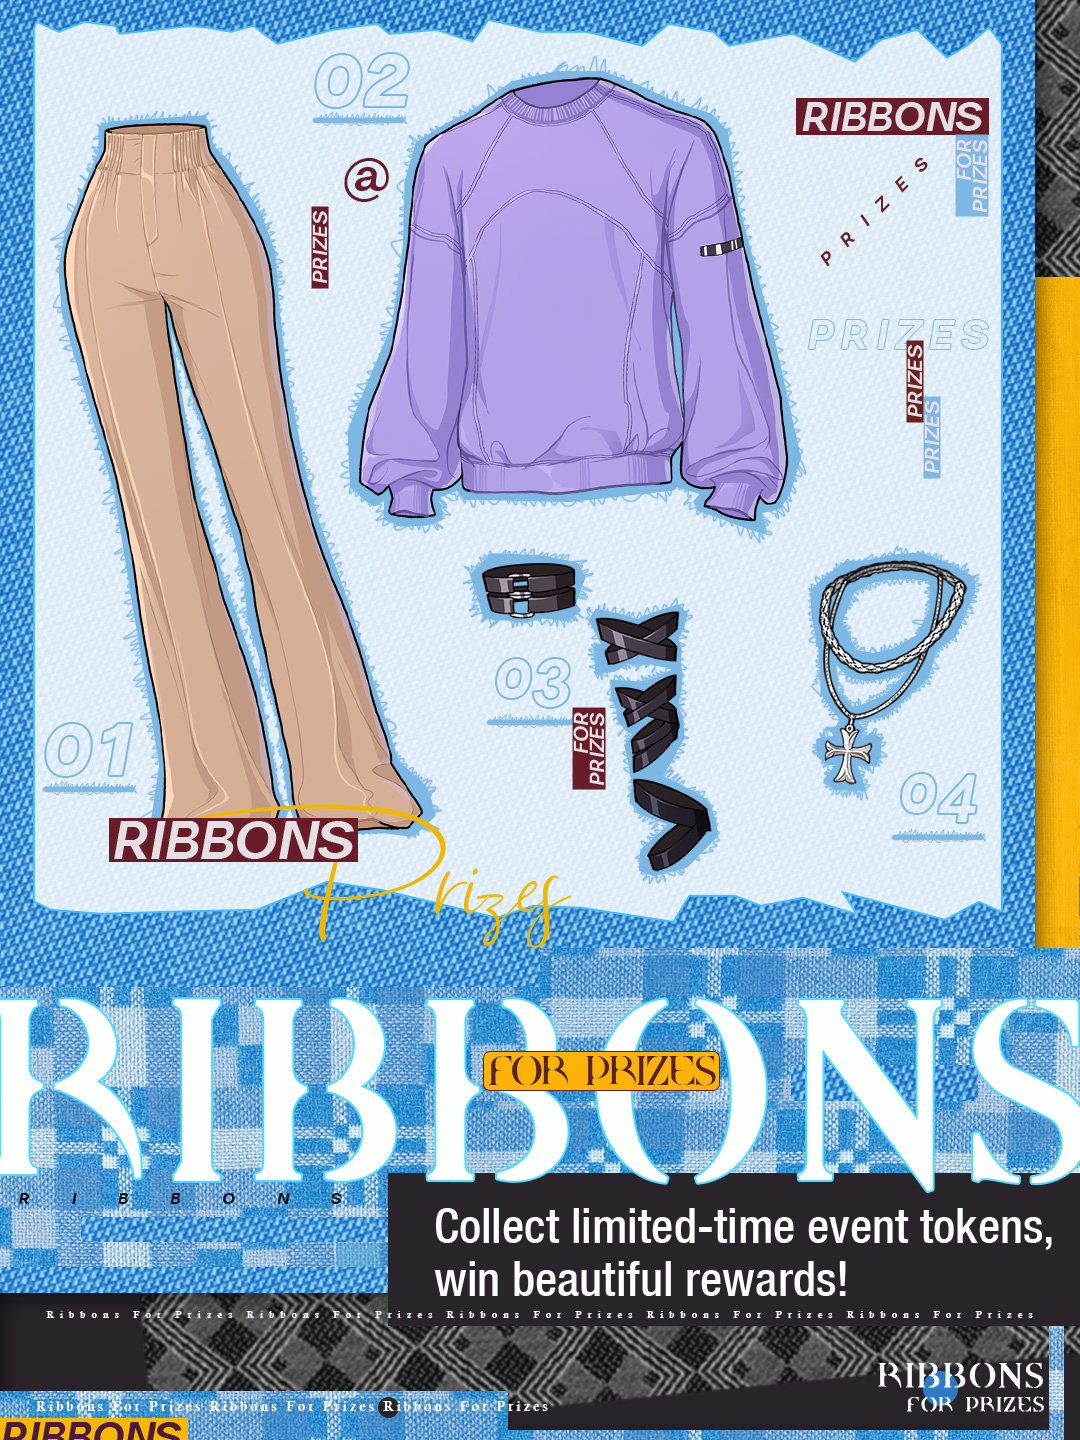 02
RIBBONS
FOR
PRIZES
@
PRIZES
PRIZES
PRIZES
PRIZES
PRIZES
03
FOR
PRIZES
01
04
RIBBONS
Prizes
RIBBONS
FOR PRIZES
RIBBONS
Collect limited-time event tokens,
win beautiful rewards!
Ribbons For Prizes Ribbons For Prizes Ribbons For Prizes Ribbons For Prizes Ribbons For Prizes
RIBBONS
FOR PRIZES
Ribbons For Prizes Ribbons For Prizes Ribbons For Prizes
RIBBONS